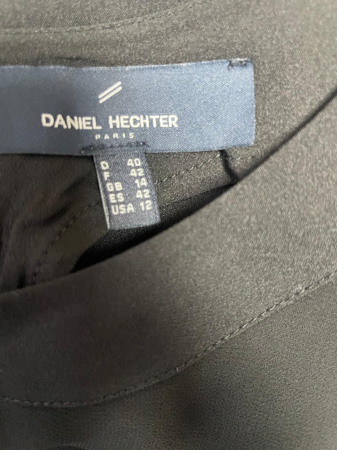 DANIEL HECHTER
PARIS
D 40
F 42
GB 14
ES 42
USA 12